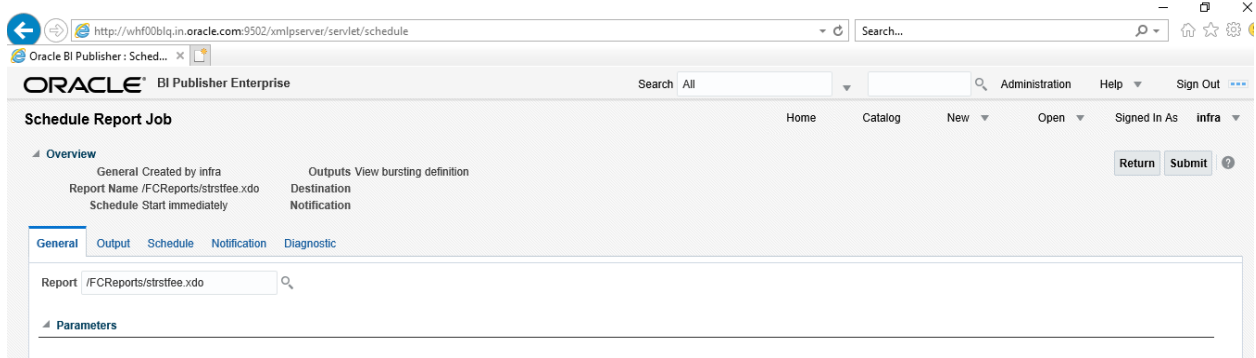 http://whf00blq.in.oracle.com:9502/xmlpserver/servlet/schedule Search...
Oracle BI Publisher : Sched...
ORACLE BI Publisher Enterprise Search All Administration Help Sign Out
Schedule Report Job Home Catalog New Open Signed In As infra
Overview
General Created by infra Outputs View bursting definition Return Submit
Report Name /FCReports/strstfee.xdo Destination
Schedule Start immediately Notification
General Output Schedule Notification Diagnostic
Report /FCReports/strstfee.xdo
Parameters